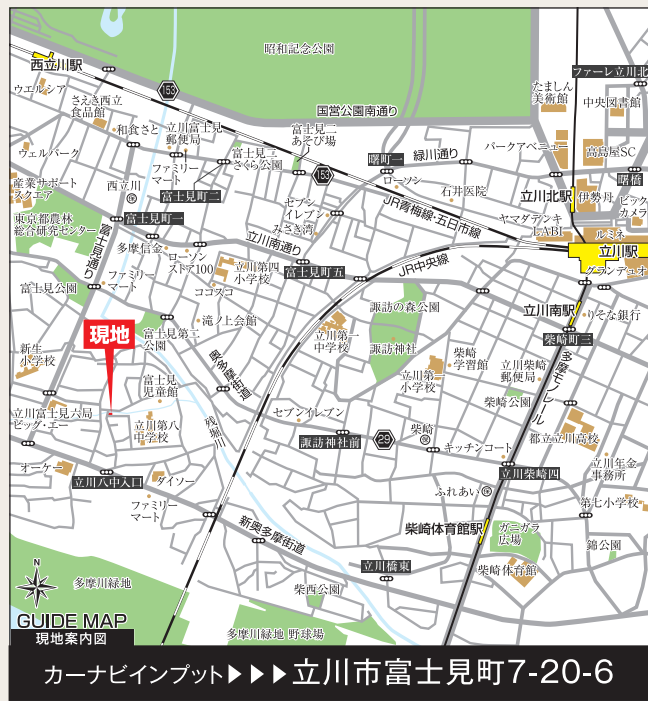 昭和記念公園
西立川駅
153
ファーレ立川北
ウエルシア
さえき西立
食品館
国営公園南通り
たましん
美術館
中央図書館
和食さと
立川富士見
郵便局
富士見二
あそび場
緑川通り
曙町一
パークアベニュー
高島屋SC
ウェルパーク
ファミリー
マート
富士見三
さくら公園
153
ローソン
石井医院
曙橋
産業サポート
スクエア
西立川
富士見町二
セブン
イレブン
JR青梅線・五日市線
立川北駅
伊勢丹
ビック
カメラ
東京都農林
総合研究センター
富士見町一
みさき湾
ヤマダデンキ
LABI
ルミネ
富士見通り
多摩信金
ローソン
ストア100
立川南通り
立川駅
グランデュオ
ファミリー
マート
ココスコ
立川第四
小学校
富士見町五
JR中央線
富士見公園
諏訪の森公園
立川南駅
りそな銀行
現地
富士見第二
公園
滝ノ上会館
立川第一
中学校
諏訪神社
柴崎町三
新生
小学校
奥多摩街道
柴崎
学習館
立川柴崎
郵便局
多摩モノレール
富士見
児童館
立川第一
小学校
柴崎公園
立川富士見六局
ビッグ・エー
立川第八
中学校
残堀川
セブンイレブン
諏訪神社前
29
柴崎
キッチンコート
都立立川高校
オーケー
立川八中入口
ダイソー
立川柴崎四
立川年金
事務所
ファミリー
マート
ふれあい
第七小学校
新奥多摩街道
柴崎体育館駅
ガニガラ
広場
錦公園
立川橋東
柴崎体育館
N
多摩川緑地
柴西公園
GUIDE MAP
現地案内図
多摩川緑地 野球場
カーナビインプット▶▶▶立川市富士見町7-20-6